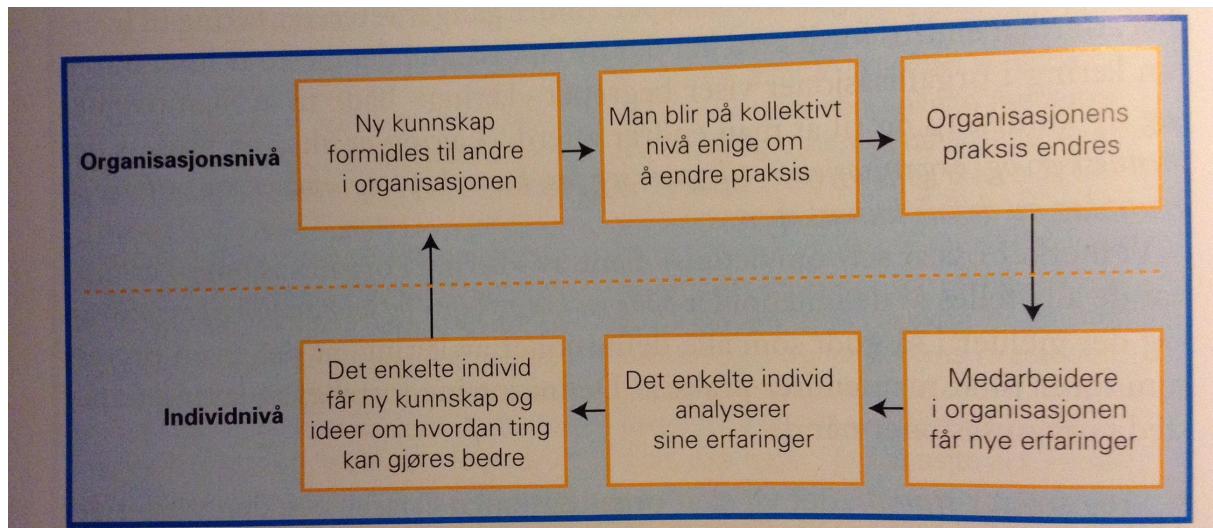 Organisasjonsnivå
Ny kunnskap
formidles til andre
i organisasjonen
Man blir på kollektivt
nivå enige om
å endre praksis
Organisasjonens
praksis endres
Individnivå
Det enkelte individ
får ny kunnskap og
ideer om hvordan ting
kan gjøres bedre
Det enkelte individ
analyserer
sine erfaringer
Medarbeidere
i organisasjonen
får nye erfaringer